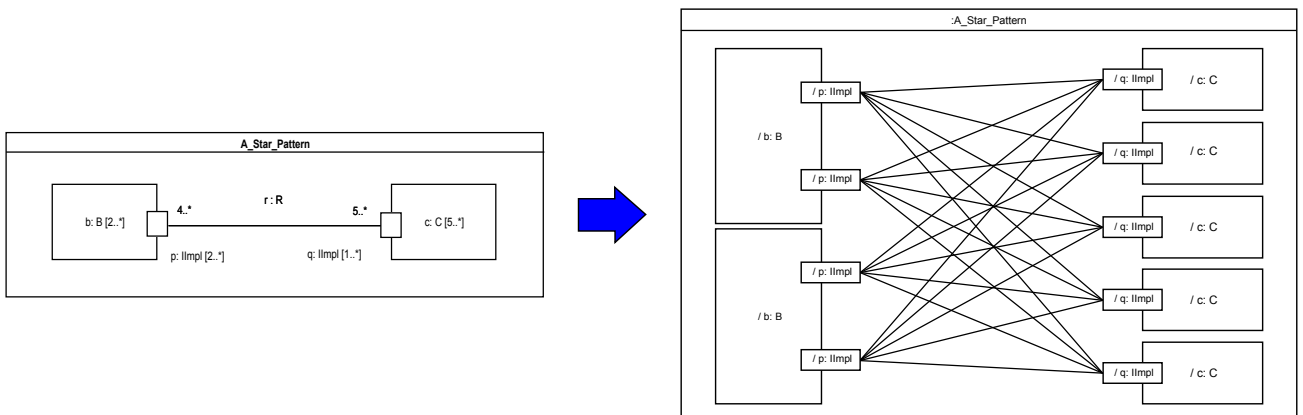 A_Star_Pattern
r : R
4..*
5..*
b: B [2..*]
c: C [5..*]
p: IImpl [2..*]
q: IImpl [1..*]
:A_Star_Pattern
/ p: IImpl
/ q: IImpl
/ c: C
/ b: B
/ q: IImpl
/ c: C
/ p: IImpl
/ q: IImpl
/ c: C
/ p: IImpl
/ q: IImpl
/ c: C
/ b: B
/ p: IImpl
/ q: IImpl
/ c: C